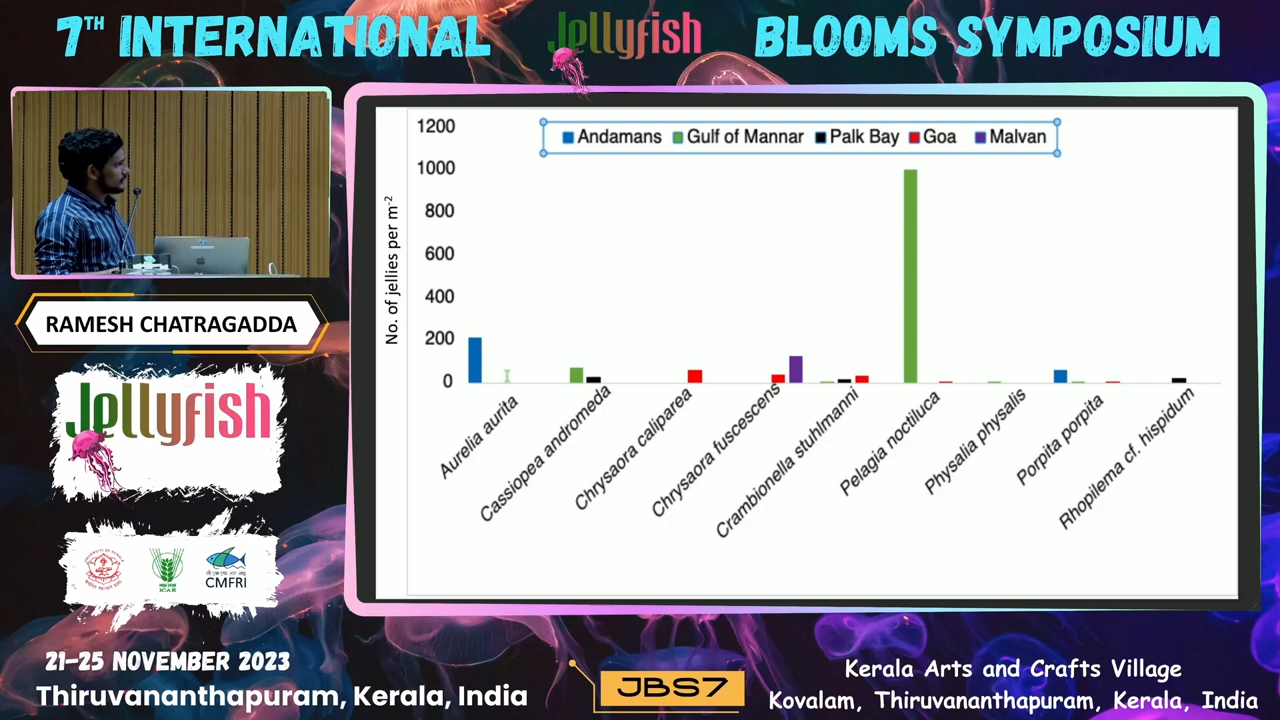 7TH INTERNATIONAL Jellyfish BLOOMS SYMPOSIUM
1200
1000
800
600
400
200
0
No. of jellies per m-2
Andamans Gulf of Mannar Palk Bay Goa Malvan
Aurelia aurita
Cassiopea andromeda
Chrysaora caliparea
Chrysaora fuscescens
Crambionella stuhlmanni
Pelagia noctiluca
Physalia physalis
Porpita porpita
Rhopilema cf. hispidum
RAMESH CHATRAGADDA
Jellyfish
ICAR
CMFRI
21-25 NOVEMBER 2023
Thiruvananthapuram, Kerala, India
JBS7
Kerala Arts and Crafts Village
Kovalam, Thiruvananthapuram, Kerala, India